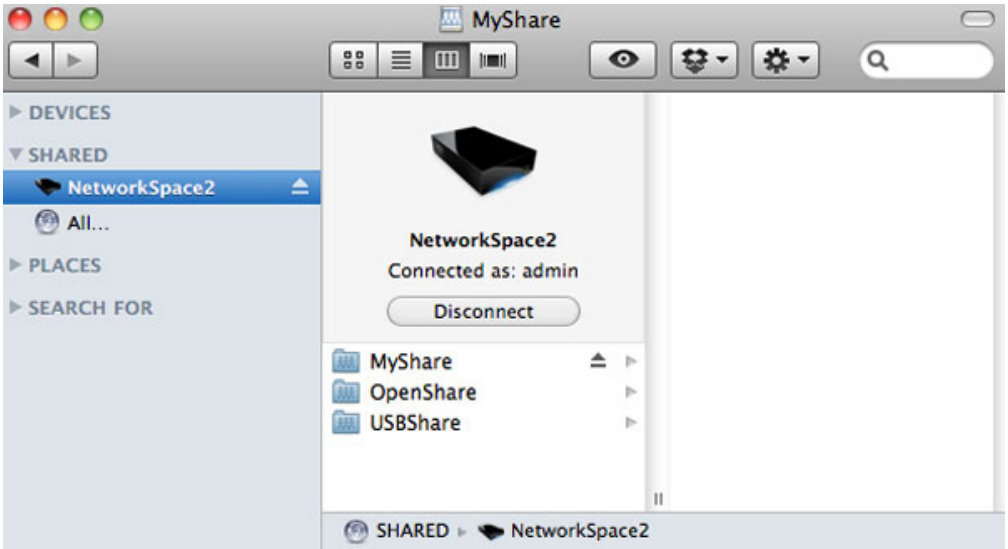 MyShare
DEVICES
SHARED
NetworkSpace2
All...
PLACES
SEARCH FOR
NetworkSpace2
Connected as: admin
Disconnect
MyShare
OpenShare
USBShare
SHARED NetworkSpace2